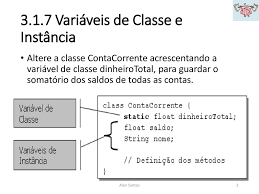 3.1.7 Variáveis de Classe e
Instância
• Altere a classe ContaCorrente acrescentando a
variável de classe dinheiroTotal, para guardar o
somatório dos saldos de todas as contas.
Variável de
Classe
Variáveis de
Instância
class ContaCorrente {
static float dinheiroTotal;
float saldo;
String nome;
// Definição dos métodos
}